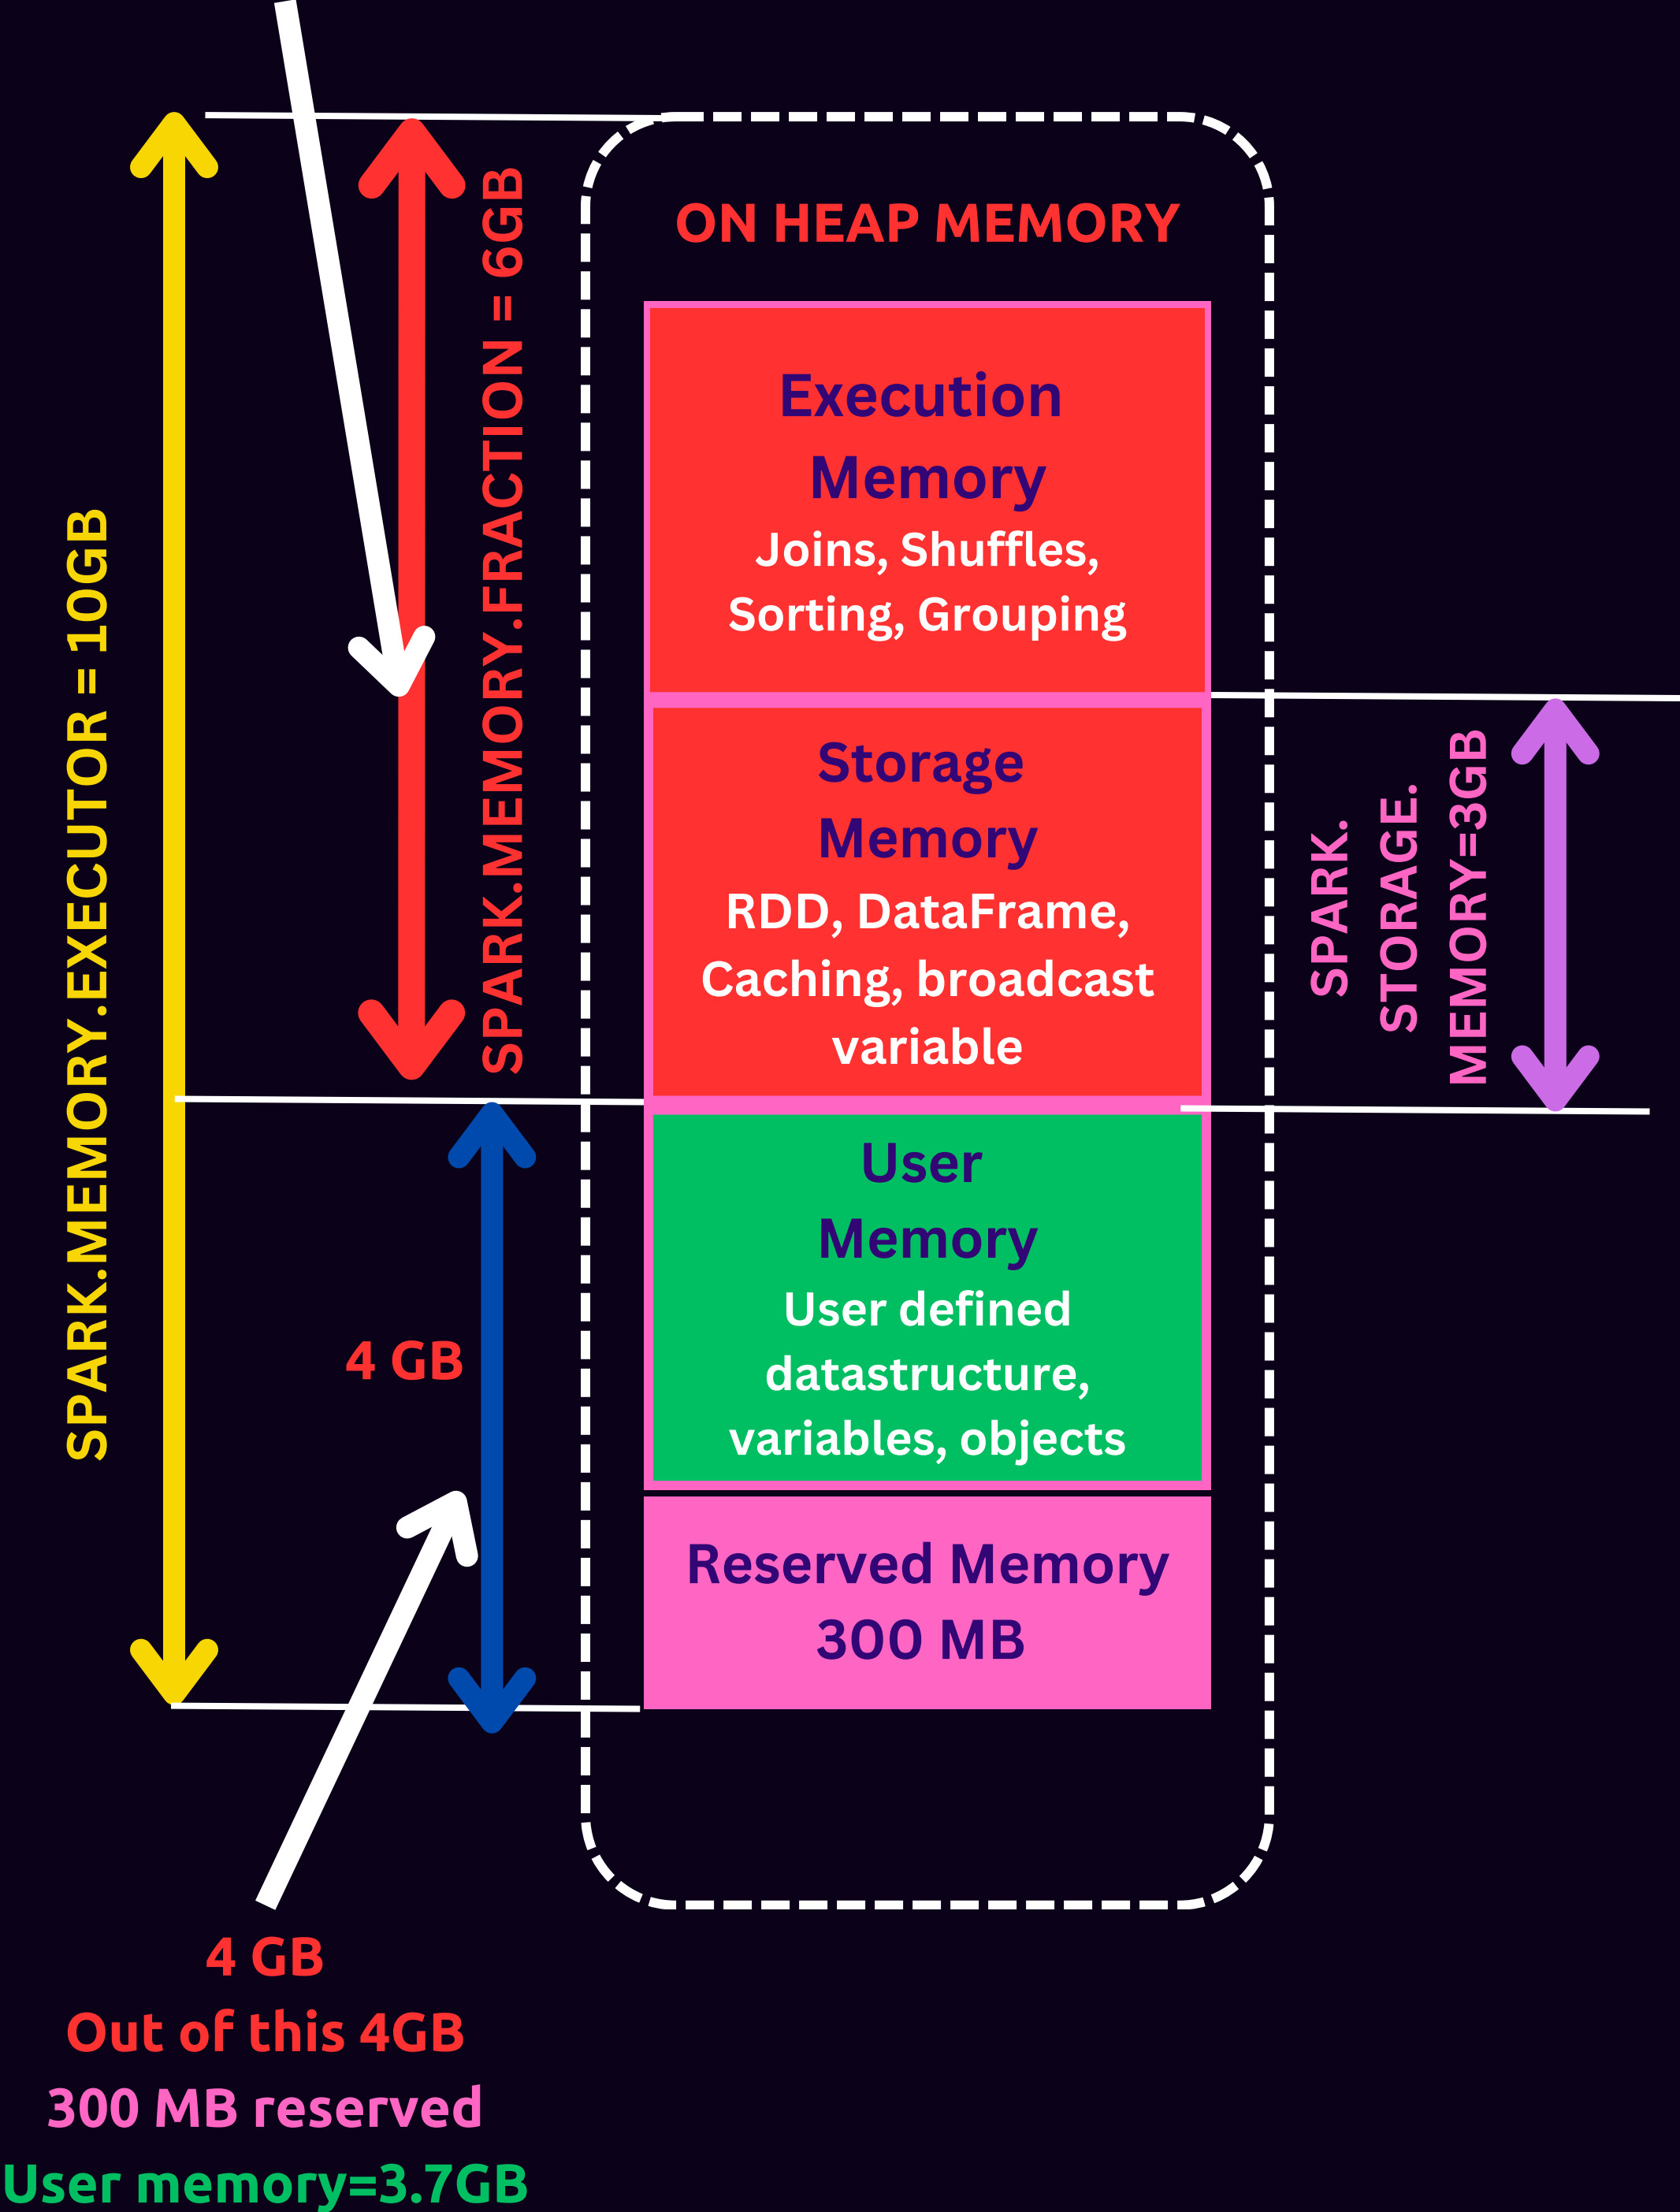 ON HEAP MEMORY
SPARK.MEMORY.EXECUTOR = 10GB
SPARK.MEMORY.FRACTION = 6GB
Execution
Memory
Joins, Shuffles,
Sorting, Grouping
Storage
Memory
RDD, DataFrame,
Caching, broadcast
variable
SPARK.
STORAGE.
MEMORY=3GB
User
Memory
User defined
datastructure,
variables, objects
4 GB
Reserved Memory
300 MB
4 GB
Out of this 4GB
300 MB reserved
User memory=3.7GB